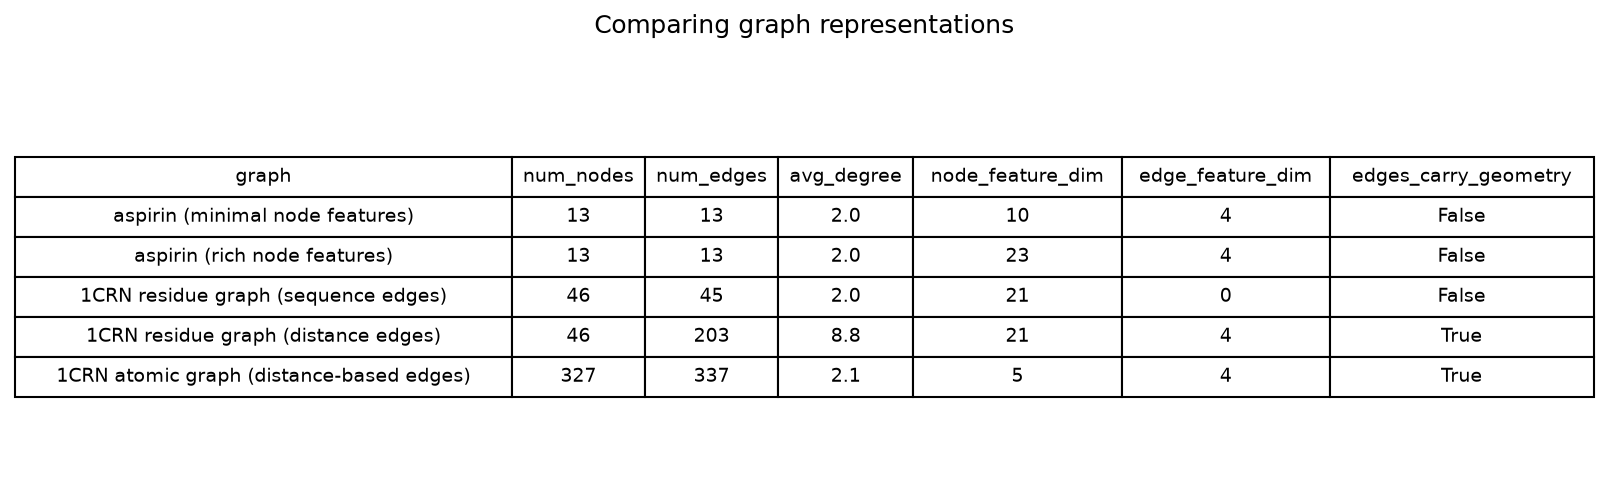 Comparing graph representations
graph num_nodes num_edges avg_degree node_feature_dim edge_feature_dim edges_carry_geometry
aspirin (minimal node features) 13 13 2.0 10 4 False
aspirin (rich node features) 13 13 2.0 23 4 False
1CRN residue graph (sequence edges) 46 45 2.0 21 0 False
1CRN residue graph (distance edges) 46 203 8.8 21 4 True
1CRN atomic graph (distance-based edges) 327 337 2.1 5 4 True